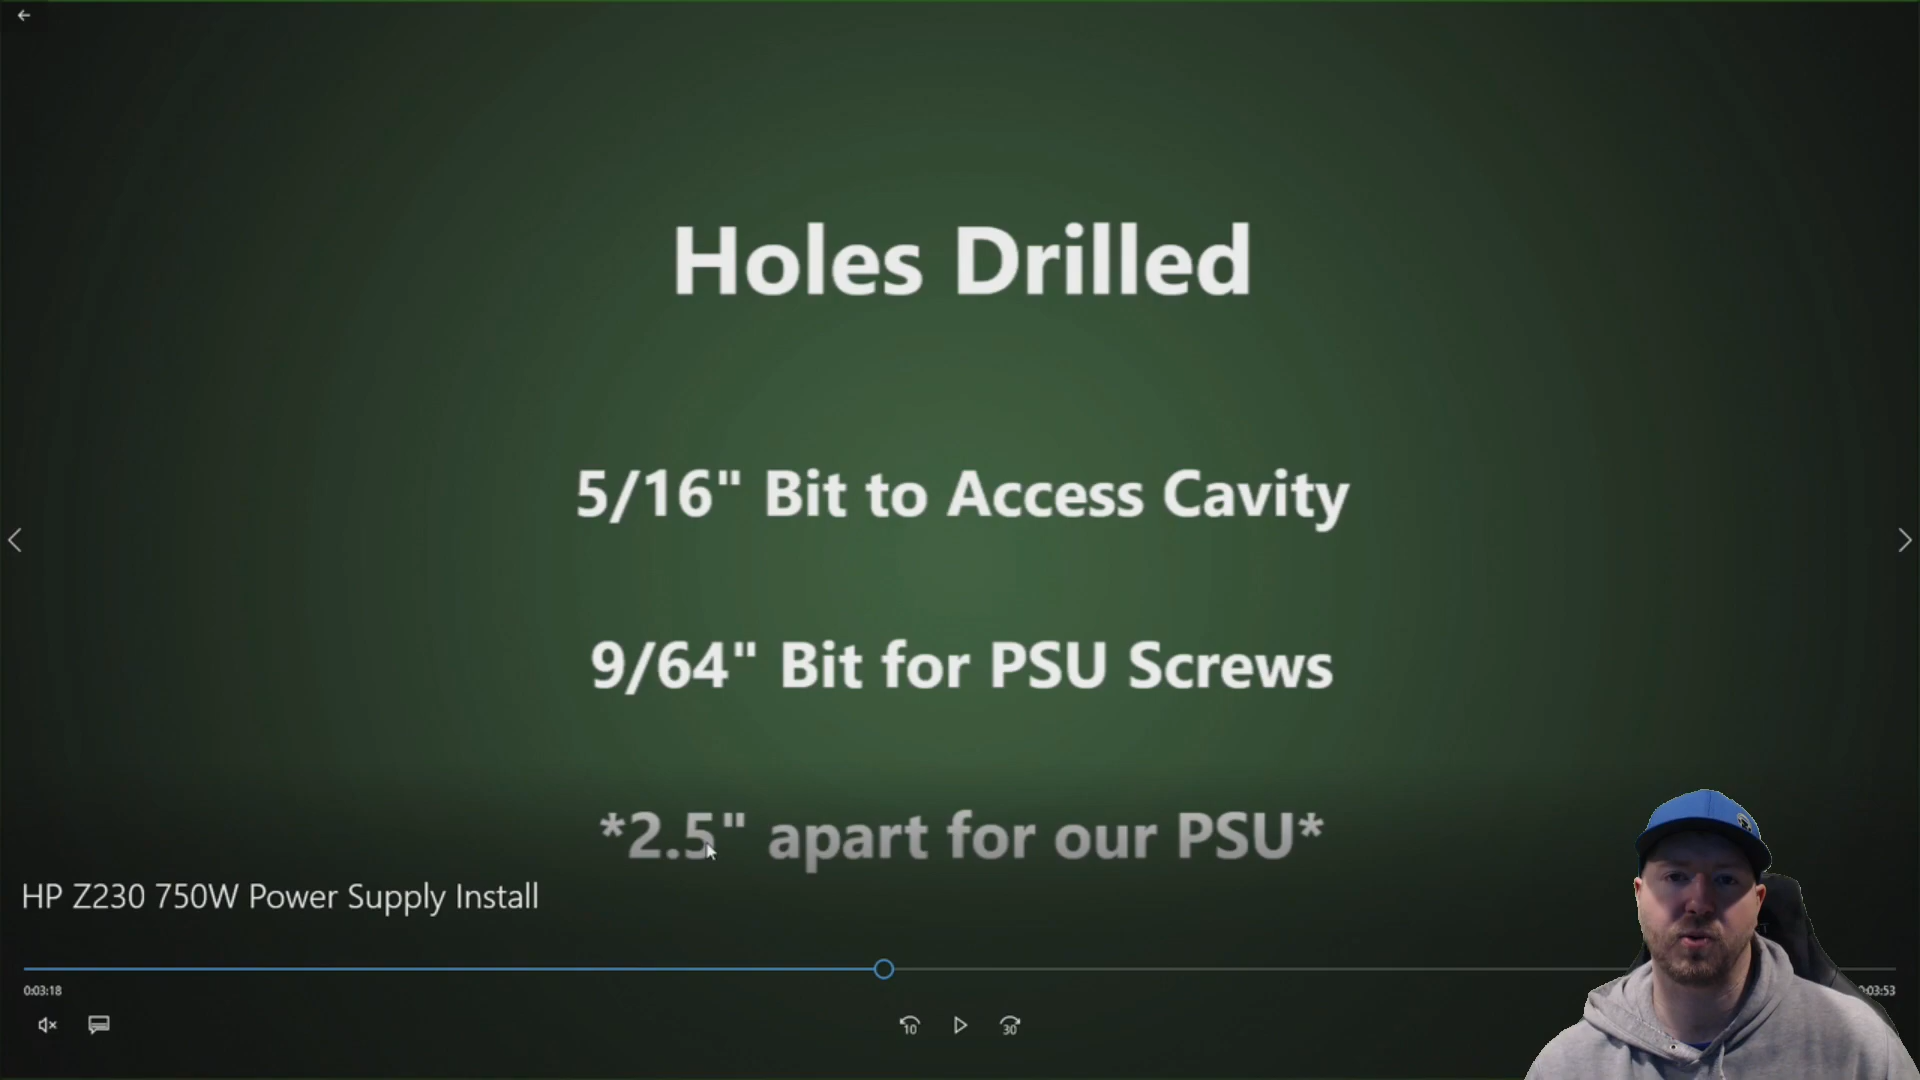 Holes Drilled
5/16" Bit to Access Cavity
9/64" Bit for PSU Screws
*2.5" apart for our PSU*
HP Z230 750W Power Supply Install
0:03:18
0:03:53
10
30